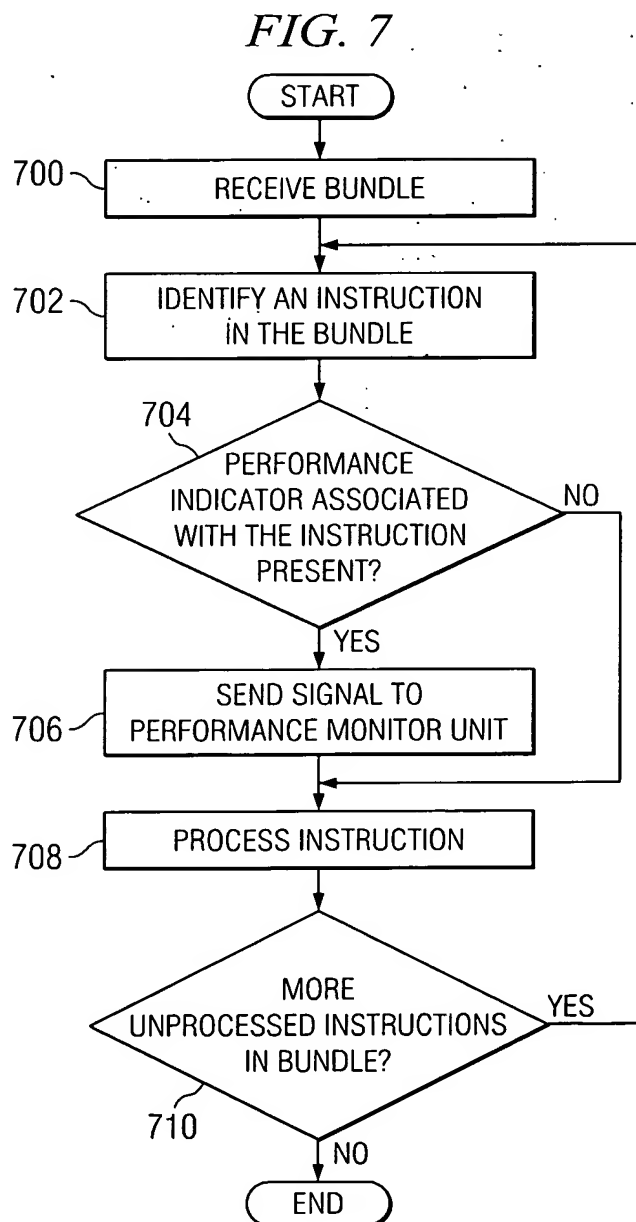 FIG. 7
START
700
RECEIVE BUNDLE
702
IDENTIFY AN INSTRUCTION
IN THE BUNDLE
704
PERFORMANCE
INDICATOR ASSOCIATED
WITH THE INSTRUCTION
PRESENT?
NO
YES
706
SEND SIGNAL TO
PERFORMANCE MONITOR UNIT
708
PROCESS INSTRUCTION
MORE
UNPROCESSED INSTRUCTIONS
IN BUNDLE?
YES
710
NO
END